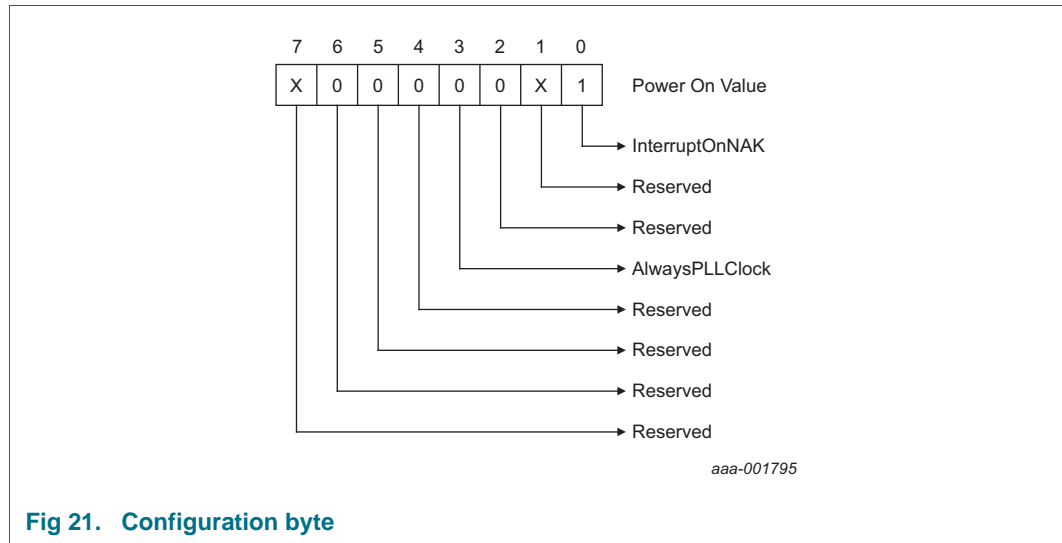 7 6 5 4 3 2 1 0
X 0 0 0 0 0 X 1 Power On Value
InterruptOnNAK
Reserved
Reserved
AlwaysPLLClock
Reserved
Reserved
Reserved
Reserved
aaa-001795
Fig 21. Configuration byte